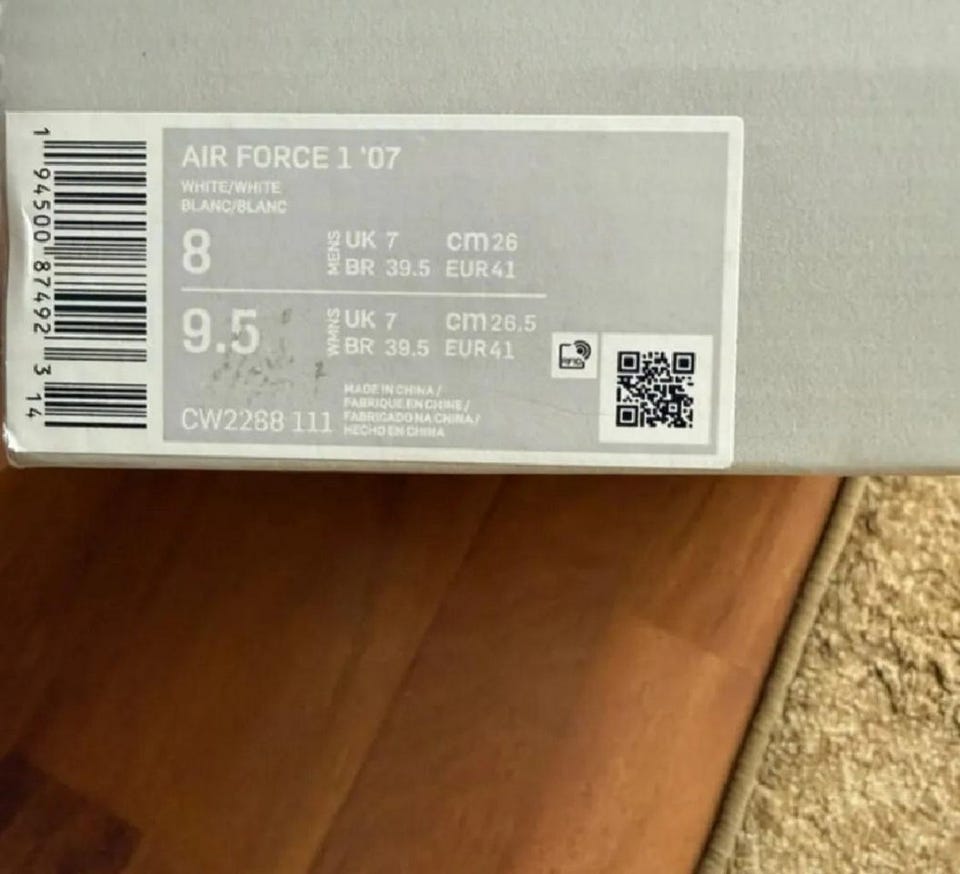 AIR FORCE 1 '07
WHITE/WHITE
BLANC/BLANC
8 MENS UK 7 cm 26
BR 39.5 EUR 41
9.5 WMNS UK 7 cm 26.5
BR 39.5 EUR 41
MADE IN CHINA /
FABRIQUE EN CHINE /
FABRICADO NA CHINA /
HECHO EN CHINA
CW2288 111
RFID
1 94500 87492 3 14